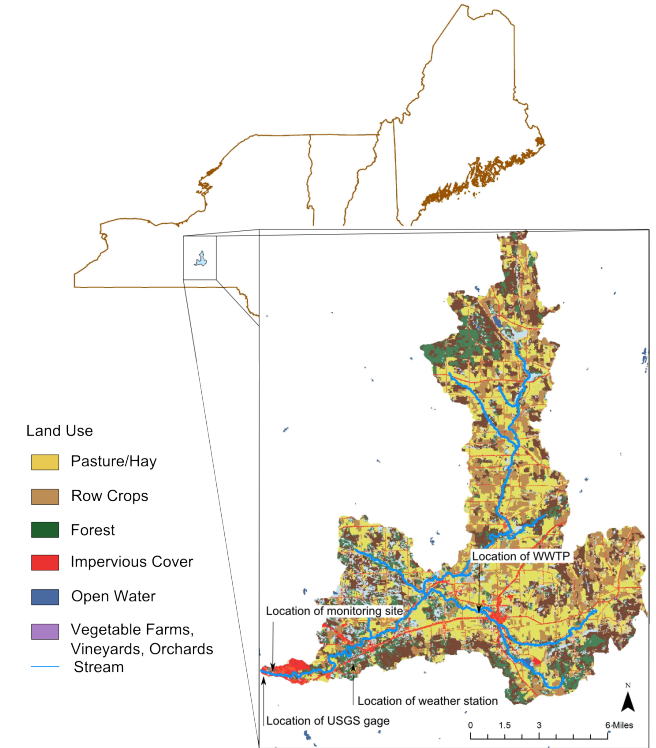 Land Use
Pasture/Hay
Row Crops
Forest
Impervious Cover
Open Water
Vegetable Farms,
Vineyards, Orchards
Stream
Location of WWTP
Location of monitoring site
Location of weather station
Location of USGS gage
N
0 1.5 3 6 Miles